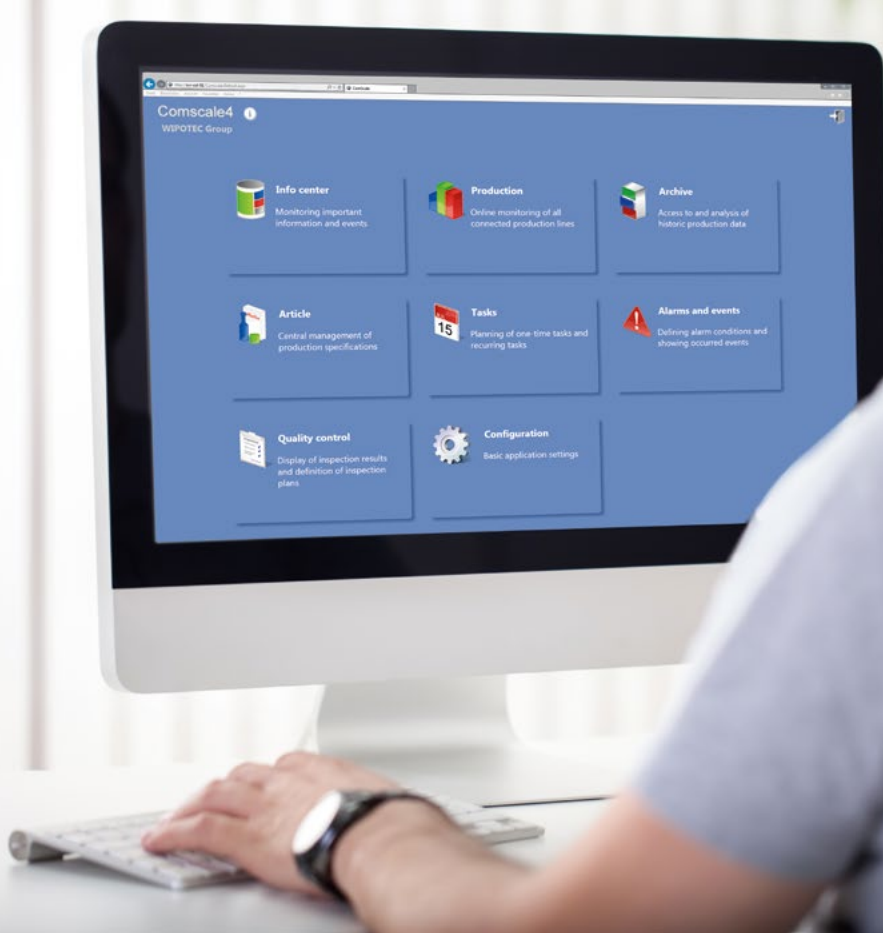 ComScale
Comscale4
WIPOTEC Group
Info center
Monitoring important
information and events
Production
Online monitoring of all
connected production lines
Archive
Access to and analysis of
historic production data
Article
Central management of
production specifications
Tasks
Planning of one-time tasks and
recurring tasks
15
Alarms and events
Defining alarm conditions and
showing occurred events
Quality control
Display of inspection results
and definition of inspection
plans
Configuration
Basic application settings